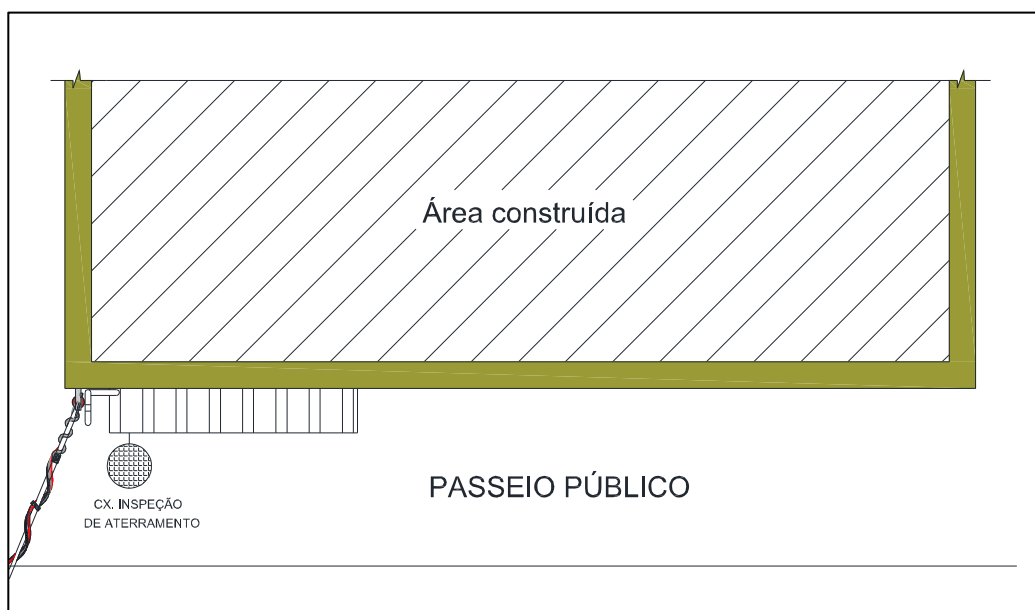 Área construída
PASSEIO PÚBLICO
CX. INSPEÇÃO
DE ATERRAMENTO